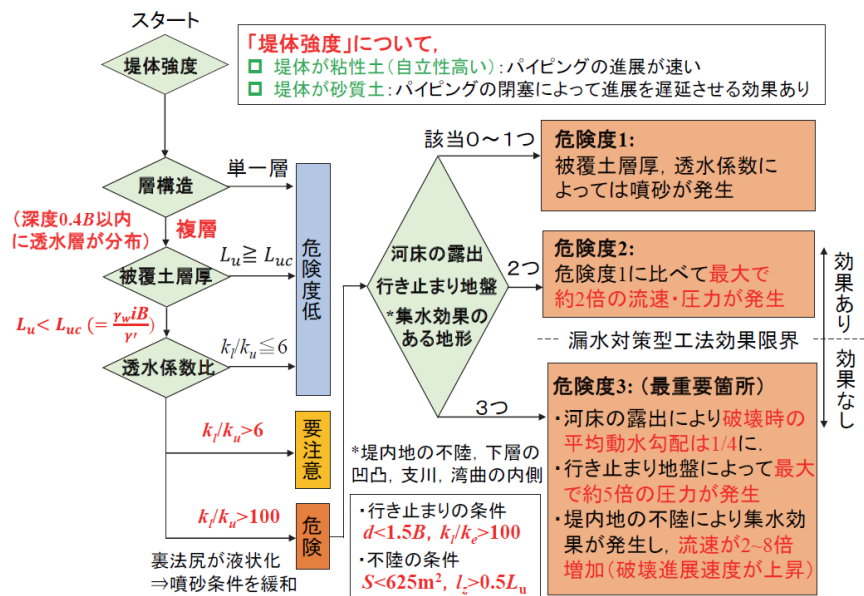 スタート
堤体強度
「堤体強度」について,
堤体が粘性土(自立性高い):パイピングの進展が速い
堤体が砂質土:パイピングの閉塞によって進展を遅延させる効果あり
層構造
単一層
(深度0.4B以内
に透水層が分布)
複層
被覆土層厚
Lu≧Luc
Lu< Luc (=γwiB/γ′)
透水係数比
kl/ku≦6
危険度低
kl/ku>6
要注意
kl/ku>100
危険
裏法尻が液状化
⇒噴砂条件を緩和
河床の露出
行き止まり地盤
*集水効果の
ある地形
*堤内地の不陸,下層の
凹凸,支川,湾曲の内側
・行き止まりの条件
d<1.5B, kl/ke>100
・不陸の条件
S<625m², lz>0.5Lu
該当0～1つ
危険度1:
被覆土層厚,透水係数に
よっては噴砂が発生
2つ
危険度2:
危険度1に比べて最大で
約2倍の流速・圧力が発生
効果あり
漏水対策型工法効果限界
効果なし
3つ
危険度3:(最重要箇所)
・河床の露出により破壊時の
平均動水勾配は1/4に.
・行き止まり地盤によって最大
で約5倍の圧力が発生
・堤内地の不陸により集水効
果が発生し,流速が2~8倍
増加(破壊進展速度が上昇)